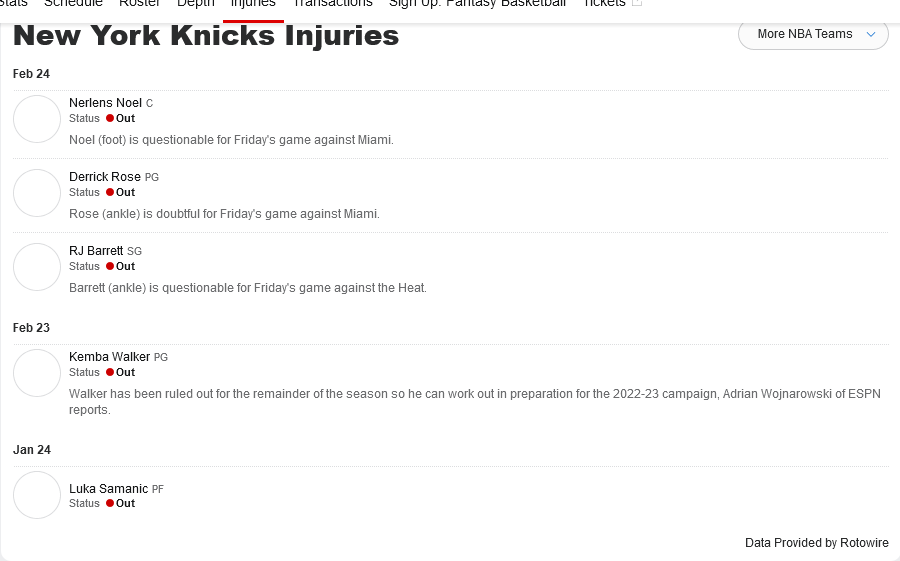 Stats Schedule Roster Depth Injuries Transactions Sign Up: Fantasy Basketball Tickets
New York Knicks Injuries
More NBA Teams
Feb 24
Nerlens Noel C
Status Out
Noel (foot) is questionable for Friday's game against Miami.
Derrick Rose PG
Status Out
Rose (ankle) is doubtful for Friday's game against Miami.
RJ Barrett SG
Status Out
Barrett (ankle) is questionable for Friday's game against the Heat.
Feb 23
Kemba Walker PG
Status Out
Walker has been ruled out for the remainder of the season so he can work out in preparation for the 2022-23 campaign, Adrian Wojnarowski of ESPN
reports.
Jan 24
Luka Samanic PF
Status Out
Data Provided by Rotowire